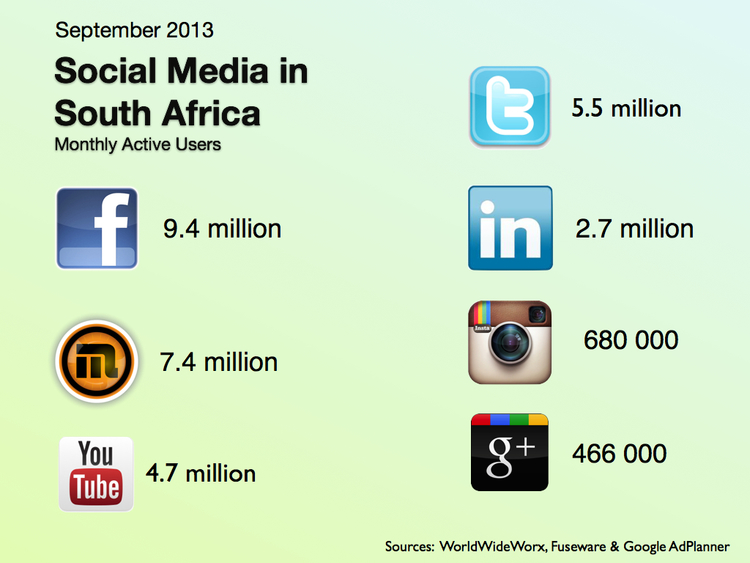 September 2013
Social Media in
South Africa
Monthly Active Users
f
9.4 million
m
7.4 million
You
Tube
4.7 million
t
5.5 million
in
2.7 million
Insta
680 000
g+
466 000
Sources: WorldWideWorx, Fuseware & Google AdPlanner